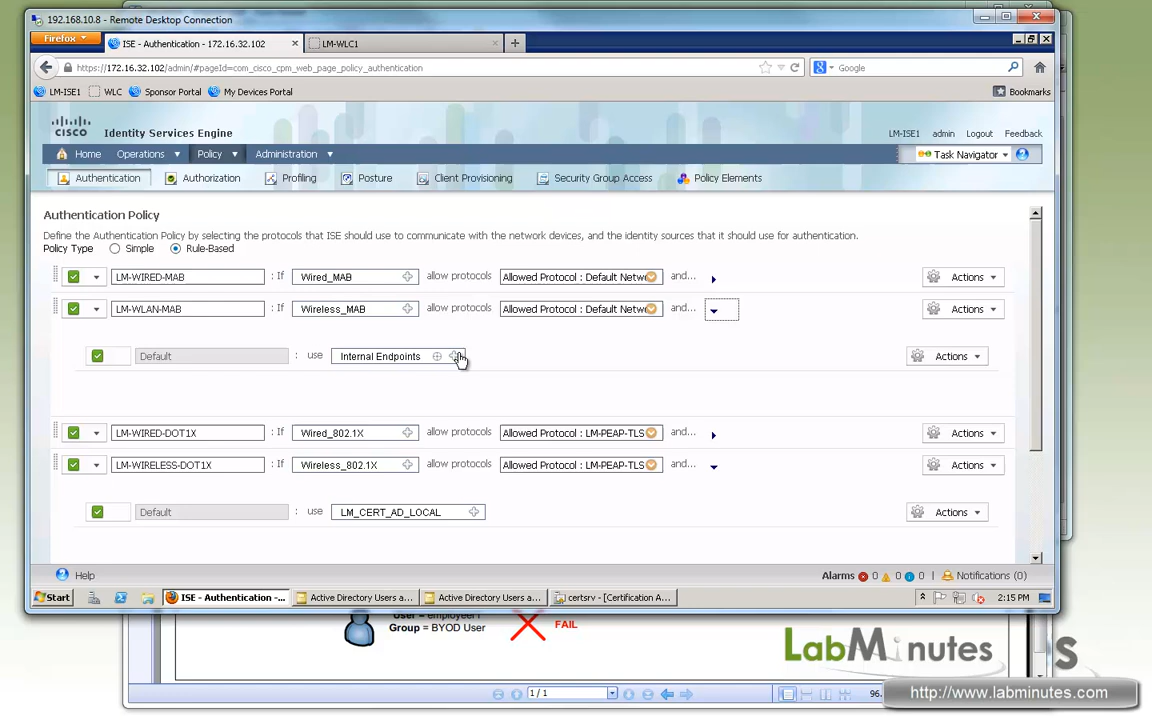 192.168.10.8 - Remote Desktop Connection
Firefox
ISE - Authentication - 172.16.32.102
LM-WLC1
https://172.16.32.102/admin/#pageId=com_cisco_cpm_web_page_policy_authentication
Google
LM-ISE1
WLC
Sponsor Portal
My Devices Portal
Bookmarks
CISCO
Identity Services Engine
LM-ISE1
admin
Logout
Feedback
Home
Operations
Policy
Administration
Task Navigator
Authentication
Authorization
Profiling
Posture
Client Provisioning
Security Group Access
Policy Elements
Authentication Policy
Define the Authentication Policy by selecting the protocols that ISE should use to communicate with the network devices, and the identity sources that it should use for authentication.
Policy Type Simple Rule-Based
LM-WIRED-MAB : If Wired_MAB allow protocols Allowed Protocol : Default Netw and... Actions
LM-WLAN-MAB : If Wireless_MAB allow protocols Allowed Protocol : Default Netw and... Actions
Default : use Internal Endpoints Actions
LM-WIRED-DOT1X : If Wired_802.1X allow protocols Allowed Protocol : LM-PEAP-TLS and... Actions
LM-WIRELESS-DOT1X : If Wireless_802.1X allow protocols Allowed Protocol : LM-PEAP-TLS and... Actions
Default : use LM_CERT_AD_LOCAL Actions
Help
Alarms 0 0 0 Notifications (0)
Start
ISE - Authentication -...
Active Directory Users a...
Active Directory Users a...
certsrv - [Certification A...
2:15 PM
User = employee1
Group = BYOD User
FAIL
LabMinutes
s
1 / 1
96.
http://www.labminutes.com